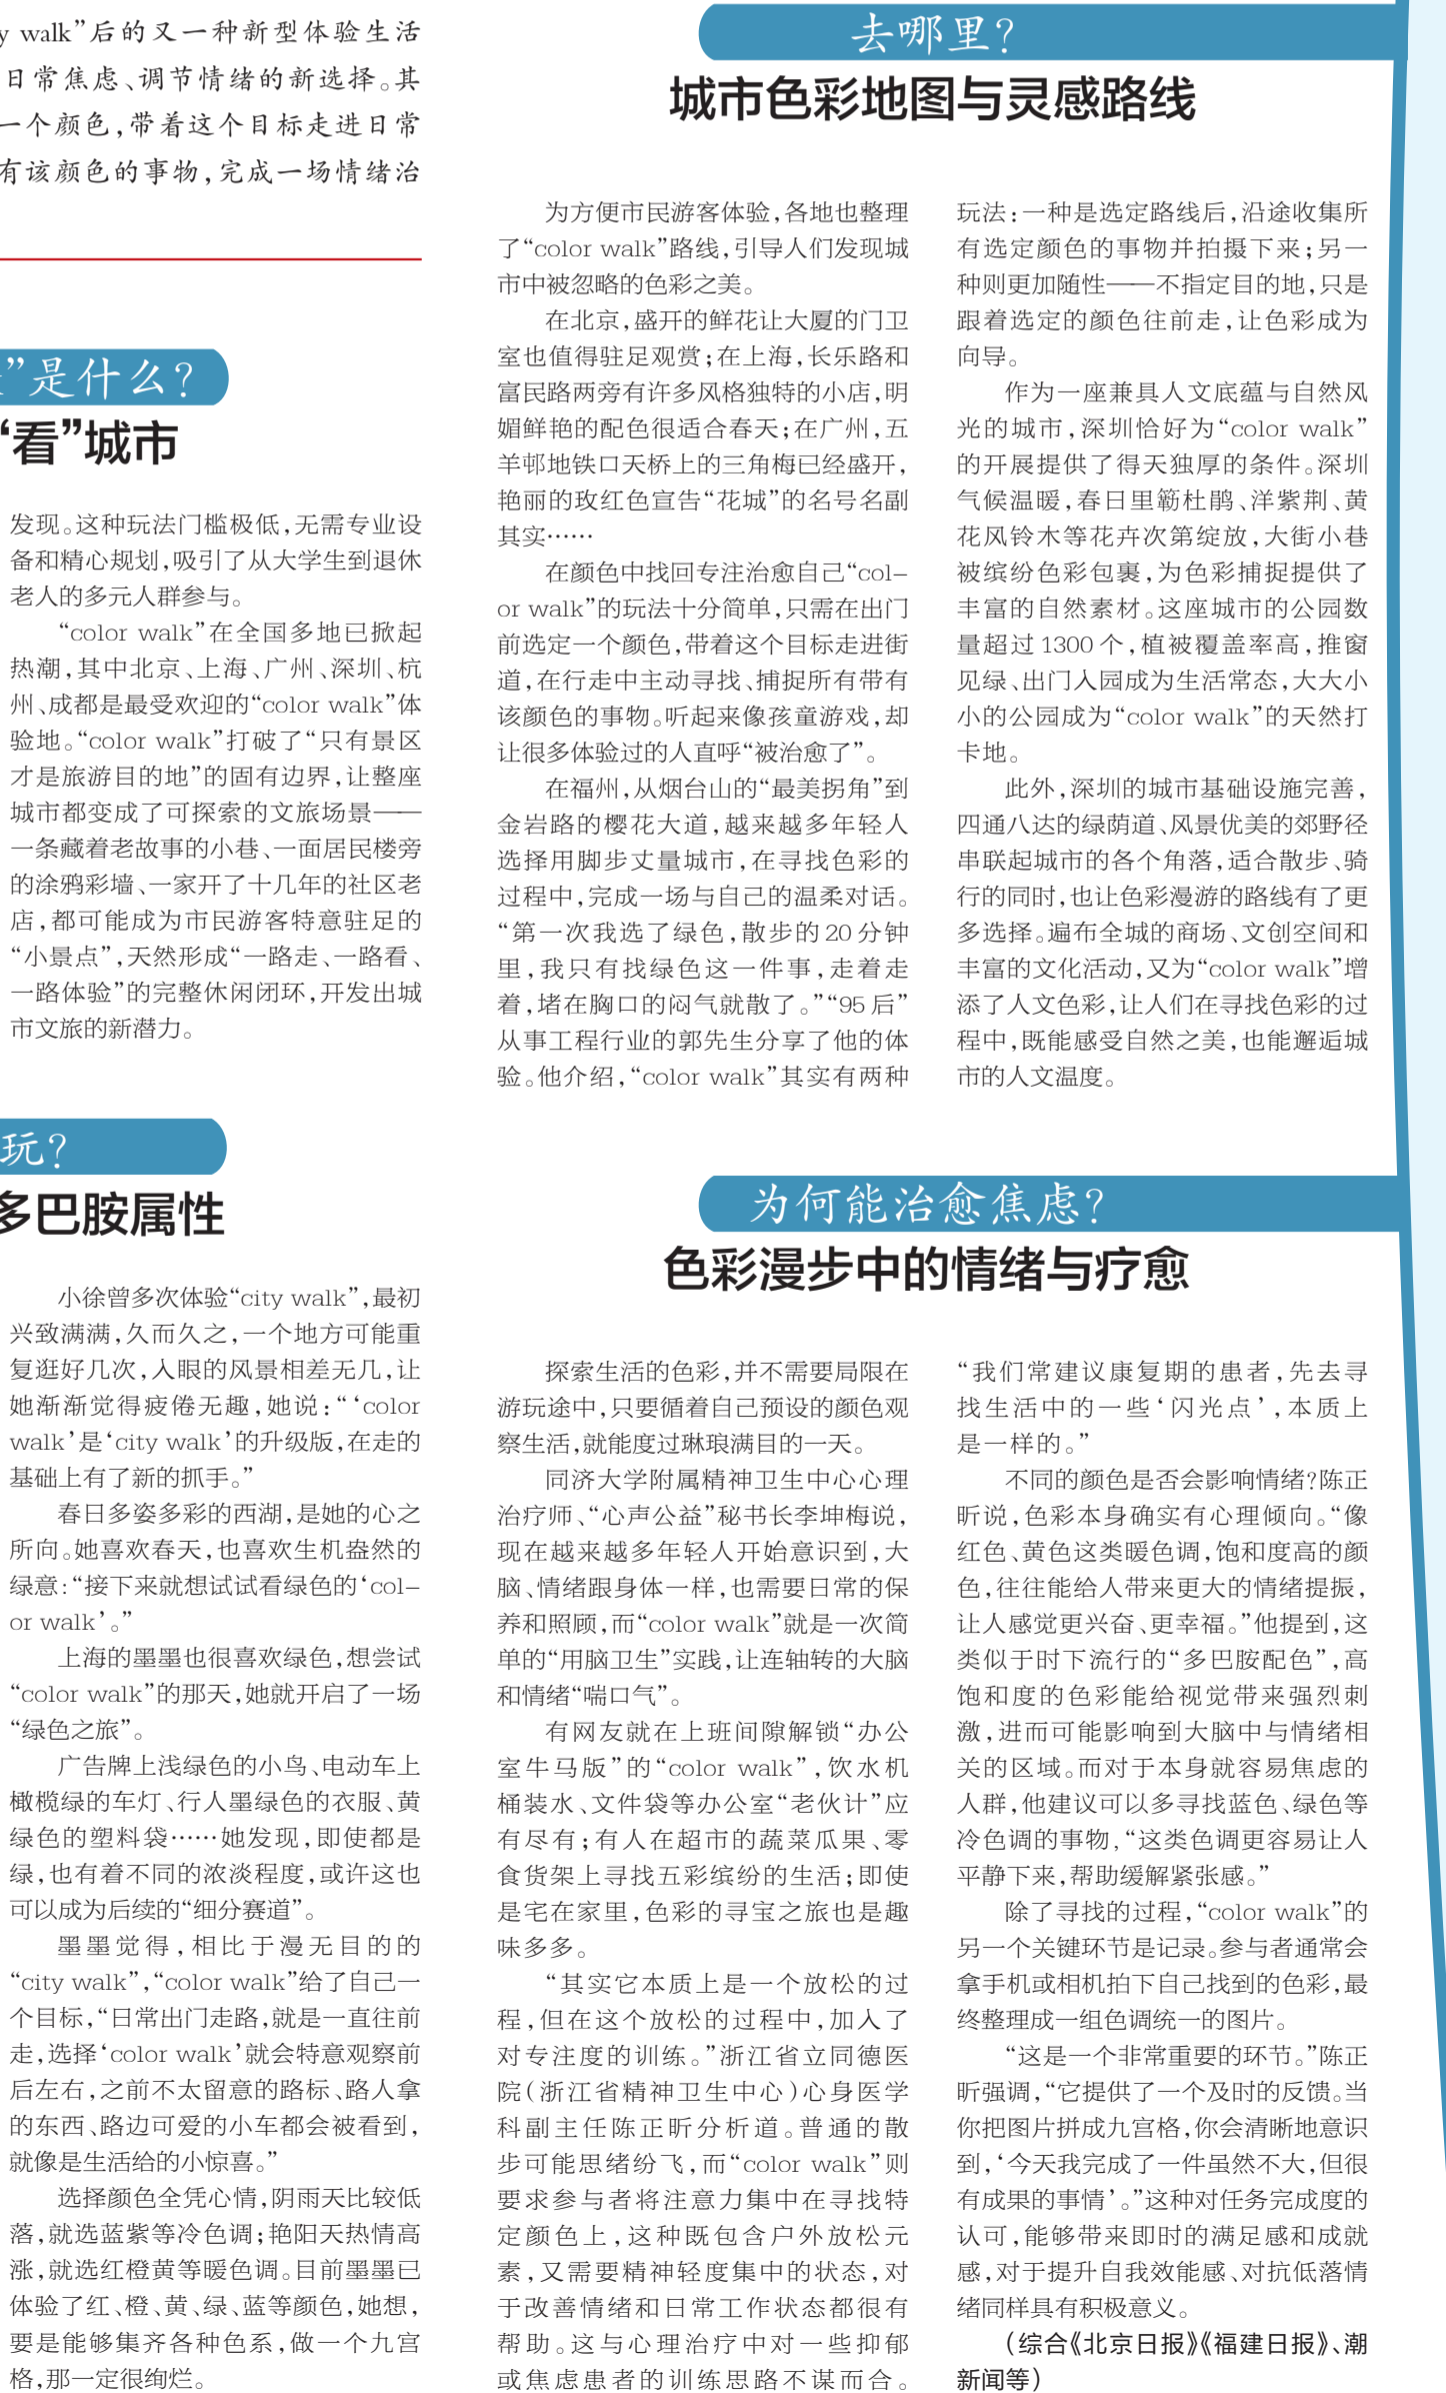 y walk”后的又一种新型体验生活
日常焦虑、调节情绪的新选择。其
一个颜色，带着这个目标走进日常
有该颜色的事物，完成一场情绪治
”是什么？
“看”城市
发现。这种玩法门槛极低，无需专业设
备和精心规划，吸引了从大学生到退休
老人的多元人群参与。
“color walk”在全国多地已掀起
热潮，其中北京、上海、广州、深圳、杭
州、成都是最受欢迎的“color walk”体
验地。“color walk”打破了“只有景区
才是旅游目的地”的固有边界，让整座
城市都变成了可探索的文旅场景——
一条藏着老故事的小巷、一面居民楼旁
的涂鸦彩墙、一家开了十几年的社区老
店，都可能成为市民游客特意驻足的
“小景点”，天然形成“一路走、一路看、
一路体验”的完整休闲闭环，开发出城
市文旅的新潜力。
玩？
多巴胺属性
小徐曾多次体验“city walk”，最初
兴致满满，久而久之，一个地方可能重
复逛好几次，入眼的风景相差无几，让
她渐渐觉得疲倦无趣，她说：“‘color
walk’是‘city walk’的升级版，在走的
基础上有了新的抓手。”
春日多姿多彩的西湖，是她的心之
所向。她喜欢春天，也喜欢生机盎然的
绿意：“接下来就想试试看绿色的‘col-
or walk’。”
上海的墨墨也很喜欢绿色，想尝试
“color walk”的那天，她就开启了一场
“绿色之旅”。
广告牌上浅绿色的小鸟、电动车上
橄榄绿的车灯、行人墨绿色的衣服、黄
绿色的塑料袋……她发现，即使都是
绿，也有着不同的浓淡程度，或许这也
可以成为后续的“细分赛道”。
墨墨觉得，相比于漫无目的的
“city walk”，“color walk”给了自己一
个目标，“日常出门走路，就是一直往前
走，选择‘color walk’就会特意观察前
后左右，之前不太留意的路标、路人拿
的东西、路边可爱的小车都会被看到，
就像是生活给的小惊喜。”
选择颜色全凭心情，阴雨天比较低
落，就选蓝紫等冷色调；艳阳天热情高
涨，就选红橙黄等暖色调。目前墨墨已
体验了红、橙、黄、绿、蓝等颜色，她想，
要是能够集齐各种色系，做一个九宫
格，那一定很绚烂。
去哪里？
城市色彩地图与灵感路线
为方便市民游客体验，各地也整理
了“color walk”路线，引导人们发现城
市中被忽略的色彩之美。
在北京，盛开的鲜花让大厦的门卫
室也值得驻足观赏；在上海，长乐路和
富民路两旁有许多风格独特的小店，明
媚鲜艳的配色很适合春天；在广州，五
羊邨地铁口天桥上的三角梅已经盛开，
艳丽的玫红色宣告“花城”的名号名副
其实……
在颜色中找回专注治愈自己“col-
or walk”的玩法十分简单，只需在出门
前选定一个颜色，带着这个目标走进街
道，在行走中主动寻找、捕捉所有带有
该颜色的事物。听起来像孩童游戏，却
让很多体验过的人直呼“被治愈了”。
在福州，从烟台山的“最美拐角”到
金岩路的樱花大道，越来越多年轻人
选择用脚步丈量城市，在寻找色彩的
过程中，完成一场与自己的温柔对话。
“第一次我选了绿色，散步的20分钟
里，我只有找绿色这一件事，走着走
着，堵在胸口的闷气就散了。”“95后”
从事工程行业的郭先生分享了他的体
验。他介绍，“color walk”其实有两种
玩法：一种是选定路线后，沿途收集所
有选定颜色的事物并拍摄下来；另一
种则更加随性——不指定目的地，只是
跟着选定的颜色往前走，让色彩成为
向导。
作为一座兼具人文底蕴与自然风
光的城市，深圳恰好为“color walk”
的开展提供了得天独厚的条件。深圳
气候温暖，春日里簕杜鹃、洋紫荆、黄
花风铃木等花卉次第绽放，大街小巷
被缤纷色彩包裹，为色彩捕捉提供了
丰富的自然素材。这座城市的公园数
量超过1300个，植被覆盖率高，推窗
见绿、出门入园成为生活常态，大大小
小的公园成为“color walk”的天然打
卡地。
此外，深圳的城市基础设施完善，
四通八达的绿荫道、风景优美的郊野径
串联起城市的各个角落，适合散步、骑
行的同时，也让色彩漫游的路线有了更
多选择。遍布全城的商场、文创空间和
丰富的文化活动，又为“color walk”增
添了人文色彩，让人们在寻找色彩的过
程中，既能感受自然之美，也能邂逅城
市的人文温度。
为何能治愈焦虑？
色彩漫步中的情绪与疗愈
探索生活的色彩，并不需要局限在
游玩途中，只要循着自己预设的颜色观
察生活，就能度过琳琅满目的一天。
同济大学附属精神卫生中心心理
治疗师、“心声公益”秘书长李坤梅说，
现在越来越多年轻人开始意识到，大
脑、情绪跟身体一样，也需要日常的保
养和照顾，而“color walk”就是一次简
单的“用脑卫生”实践，让连轴转的大脑
和情绪“喘口气”。
有网友就在上班间隙解锁“办公
室牛马版”的“color walk”，饮水机
桶装水、文件袋等办公室“老伙计”应
有尽有；有人在超市的蔬菜瓜果、零
食货架上寻找五彩缤纷的生活；即使
是宅在家里，色彩的寻宝之旅也是趣
味多多。
“其实它本质上是一个放松的过
程，但在这个放松的过程中，加入了
对专注度的训练。”浙江省立同德医
院（浙江省精神卫生中心）心身医学
科副主任陈正昕分析道。普通的散
步可能思绪纷飞，而“color walk”则
要求参与者将注意力集中在寻找特
定颜色上，这种既包含户外放松元
素，又需要精神轻度集中的状态，对
于改善情绪和日常工作状态都很有
帮助。这与心理治疗中对一些抑郁
或焦虑患者的训练思路不谋而合。
“我们常建议康复期的患者，先去寻
找生活中的一些‘闪光点’，本质上
是一样的。”
不同的颜色是否会影响情绪？陈正
昕说，色彩本身确实有心理倾向。“像
红色、黄色这类暖色调，饱和度高的颜
色，往往能给人带来更大的情绪提振，
让人感觉更兴奋、更幸福。”他提到，这
类似于时下流行的“多巴胺配色”，高
饱和度的色彩能给视觉带来强烈刺
激，进而可能影响到大脑中与情绪相
关的区域。而对于本身就容易焦虑的
人群，他建议可以多寻找蓝色、绿色等
冷色调的事物，“这类色调更容易让人
平静下来，帮助缓解紧张感。”
除了寻找的过程，“color walk”的
另一个关键环节是记录。参与者通常会
拿手机或相机拍下自己找到的色彩，最
终整理成一组色调统一的图片。
“这是一个非常重要的环节。”陈正
昕强调，“它提供了一个及时的反馈。当
你把图片拼成九宫格，你会清晰地意识
到，‘今天我完成了一件虽然不大，但很
有成果的事情’。”这种对任务完成度的
认可，能够带来即时的满足感和成就
感，对于提升自我效能感、对抗低落情
绪同样具有积极意义。
（综合《北京日报》《福建日报》、潮
新闻等）